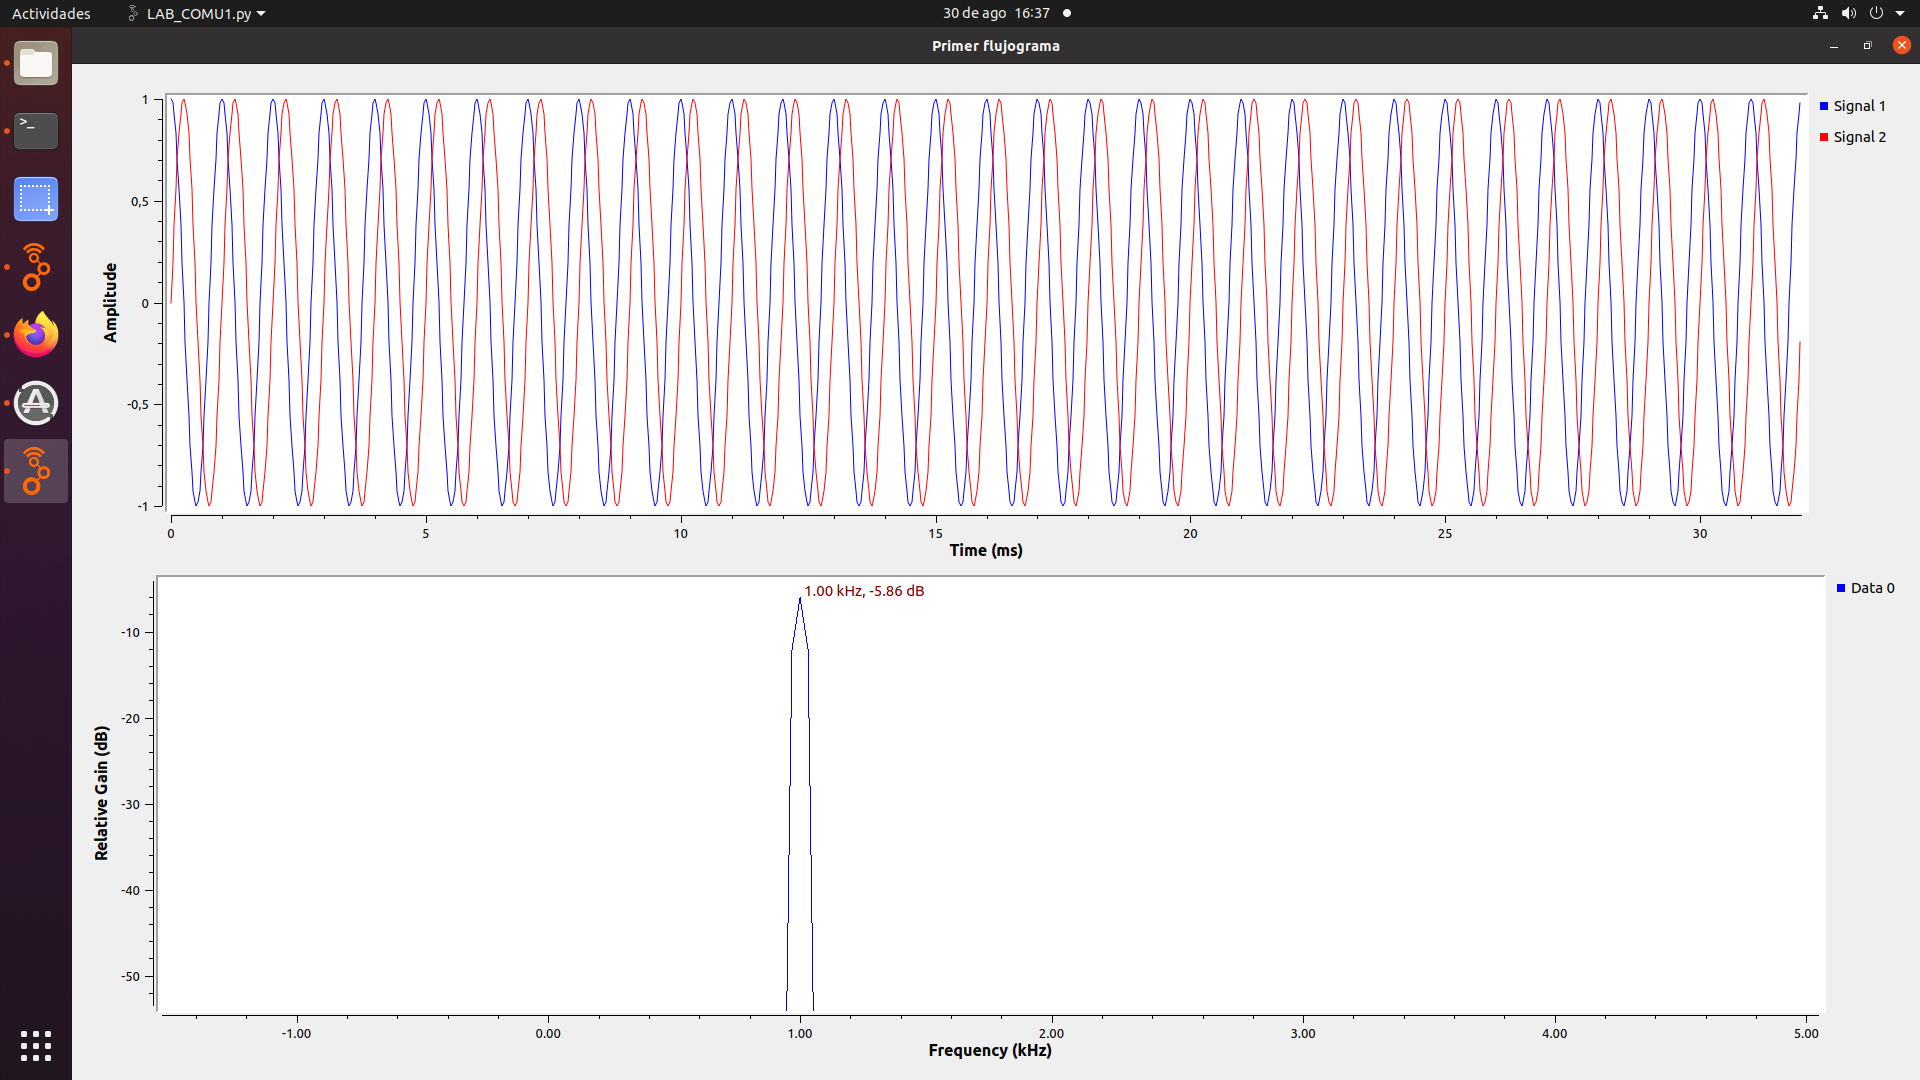 Actividades
LAB_COMU1.py
30 de ago 16:37
Primer flujograma
1
0,5
0
-0,5
-1
Amplitude
0 5 10 15 20 25 30
Time (ms)
Signal 1
Signal 2
1.00 kHz, -5.86 dB
Data 0
-10
-20
-30
-40
-50
Relative Gain (dB)
-1.00 0.00 1.00 2.00 3.00 4.00 5.00
Frequency (kHz)